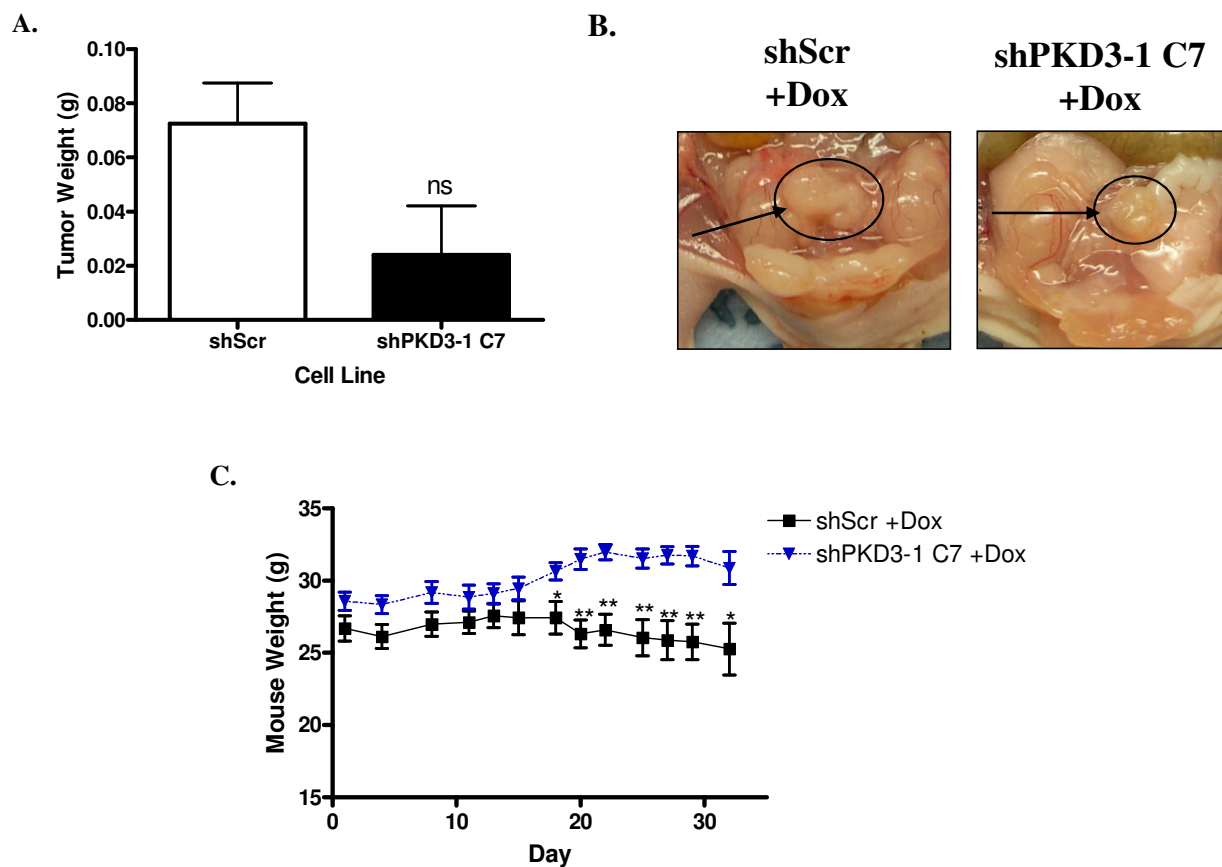 A.
0.10
0.08
0.06
0.04
0.02
0.00
Tumor Weight (g)
ns
shScr
shPKD3-1 C7
Cell Line
B.
shScr
+Dox
shPKD3-1 C7
+Dox
C.
35
30
25
20
15
Mouse Weight (g)
* ** ** ** ** ** *
0 10 20 30
Day
shScr +Dox
shPKD3-1 C7 +Dox